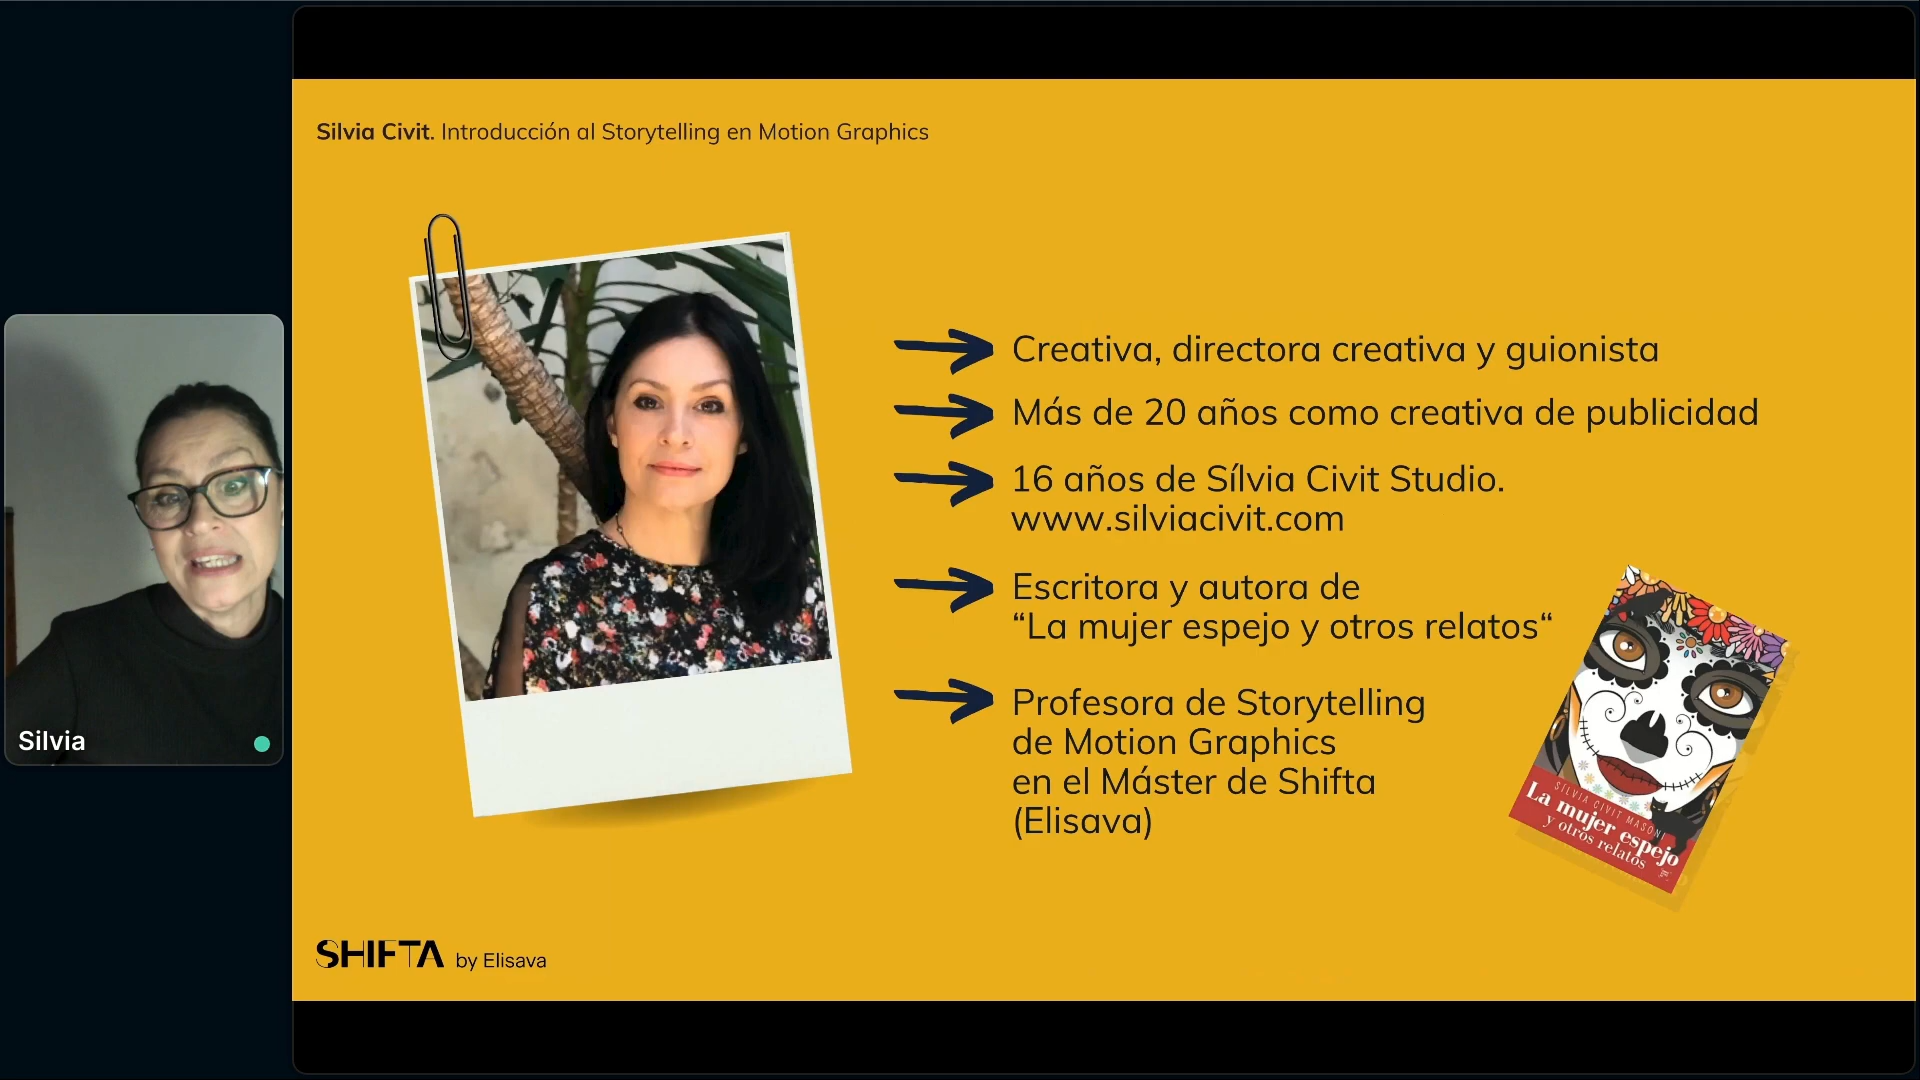 Silvia Civit. Introducción al Storytelling en Motion Graphics
Creativa, directora creativa y guionista
Más de 20 años como creativa de publicidad
16 años de Sílvia Civit Studio.
www.silviacivit.com
Escritora y autora de
“La mujer espejo y otros relatos“
Profesora de Storytelling
de Motion Graphics
en el Máster de Shifta
(Elisava)
SILVIA CIVIT MASONI
La mujer espejo
y otros relatos
Silvia
SHIFTA by Elisava